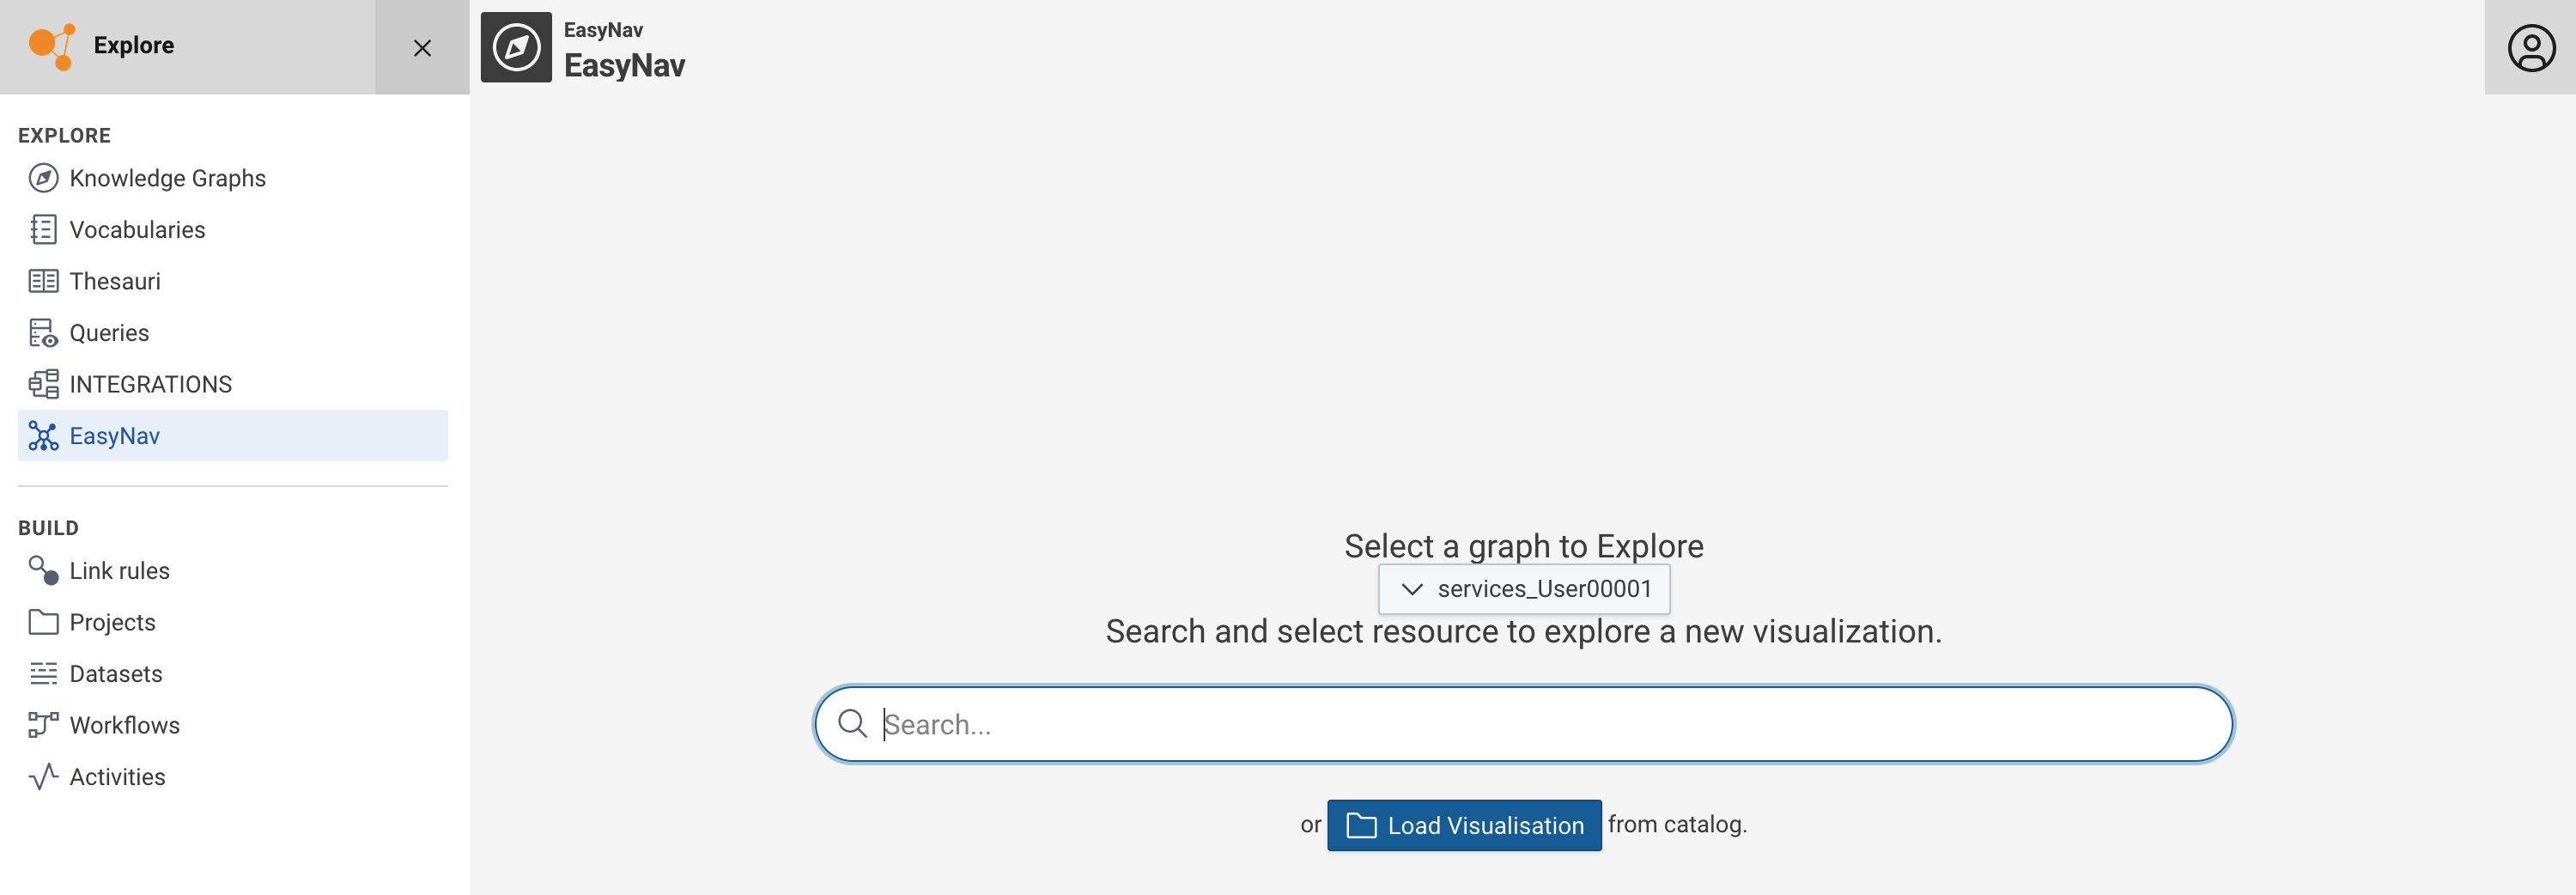 Explore
EXPLORE
Knowledge Graphs
Vocabularies
Thesauri
Queries
INTEGRATIONS
EasyNav
BUILD
Link rules
Projects
Datasets
Workflows
Activities
EasyNav
EasyNav
Select a graph to Explore
services_User00001
Search and select resource to explore a new visualization.
Search...
or Load Visualisation from catalog.